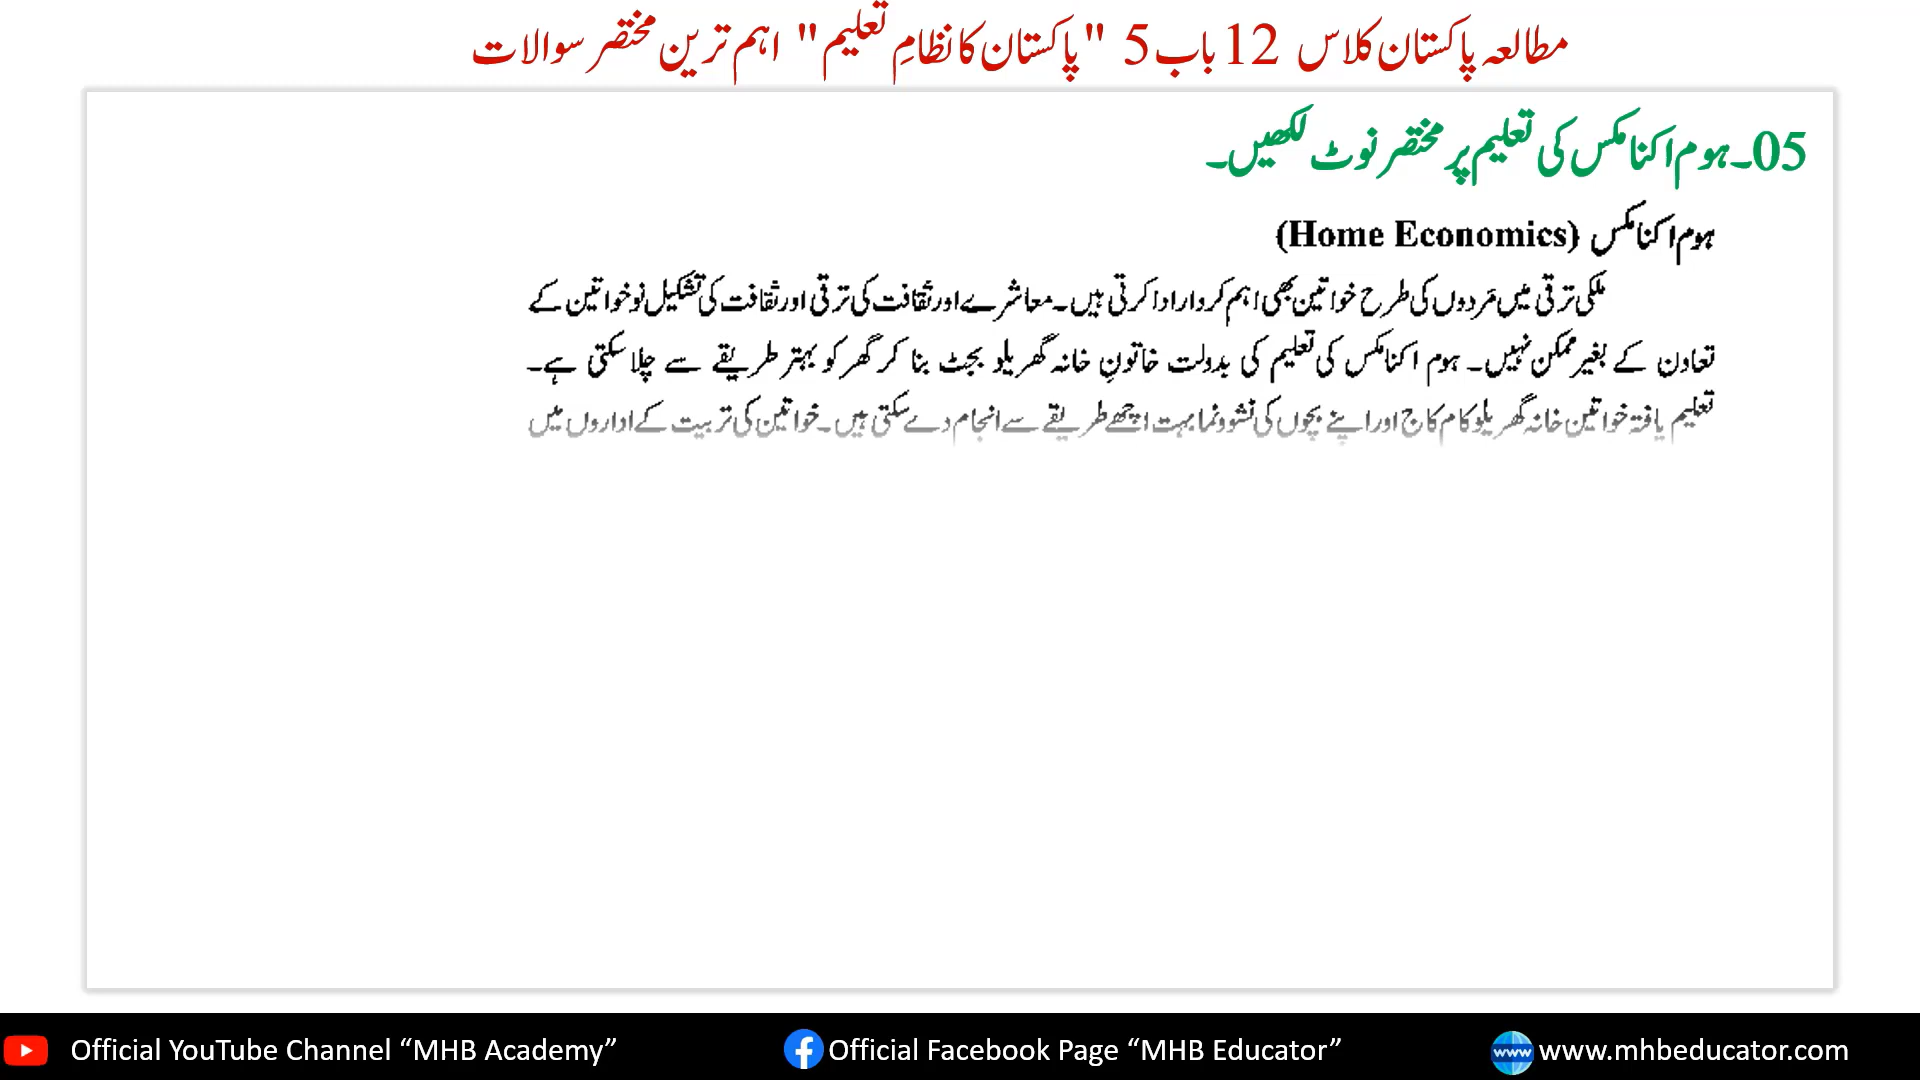 مطالعہ پاکستان کلاس 12 باب 5 "پاکستان کا نظامِ تعلیم" اہم ترین مختصر سوالات
05۔ ہوم اکنامکس کی تعلیم پر مختصر نوٹ لکھیں۔
ہوم اکنامکس (Home Economics)
ملکی ترقی میں مَردوں کی طرح خواتین بھی اہم کردار ادا کرتی ہیں۔ معاشرے اور ثقافت کی ترقی اور ثقافت کی تشکیل نو خواتین کے
تعاون کے بغیر ممکن نہیں۔ ہوم اکنامکس کی تعلیم کی بدولت خاتونِ خانہ گھریلو بجٹ بنا کر گھر کو بہتر طریقے سے چلا سکتی ہے۔
تعلیم یافتہ خواتین خانہ گھریلو کام کاج اور اپنے بچوں کی نشوونما بہت اچھے طریقے سے انجام دے سکتی ہیں۔ خواتین کی تربیت کے اداروں میں
Official YouTube Channel “MHB Academy”
Official Facebook Page “MHB Educator”
www www.mhbeducator.com